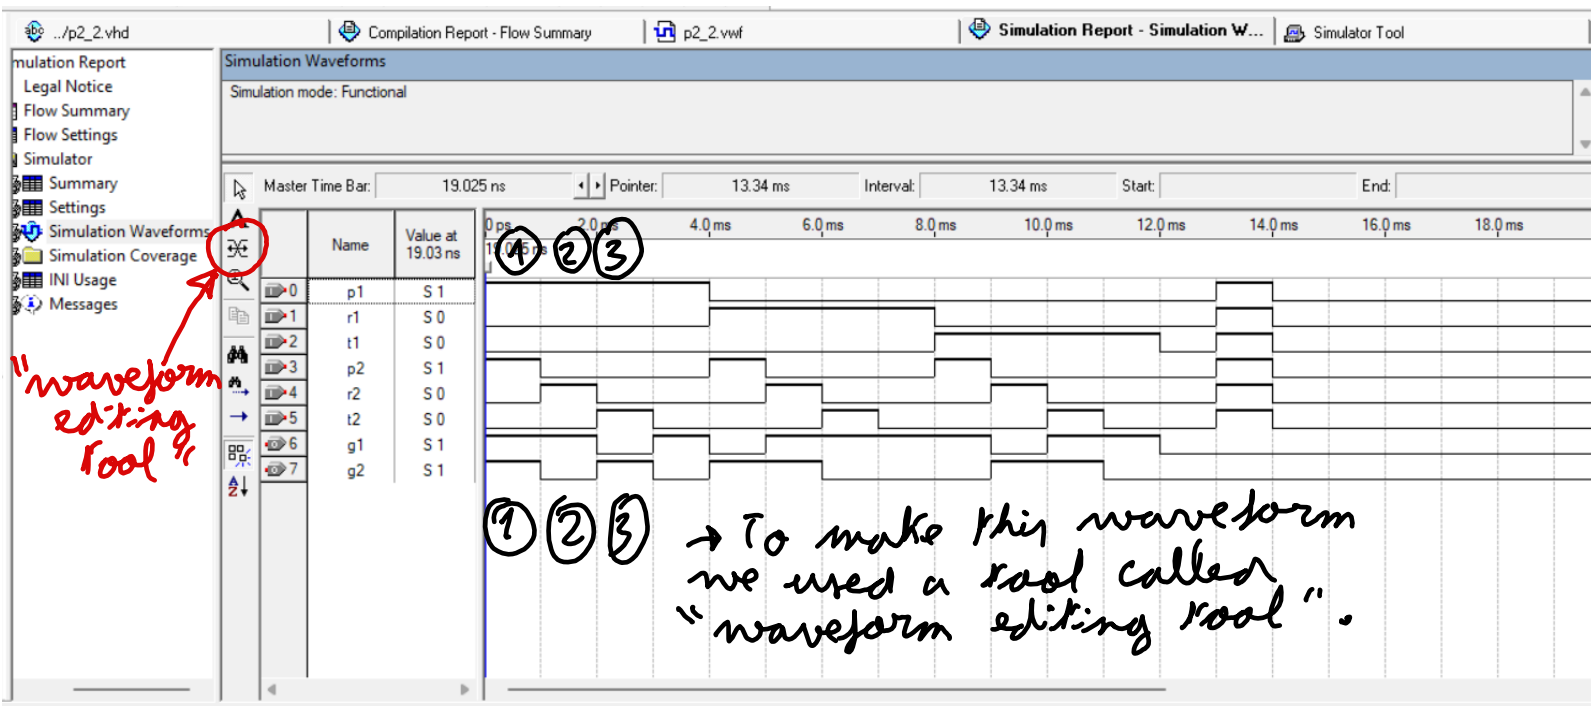 ../p2_2.vhd
Compilation Report - Flow Summary
p2_2.vwf
Simulation Report - Simulation W...
Simulator Tool
mulation Report
Legal Notice
Flow Summary
Flow Settings
Simulator
Summary
Settings
Simulation Waveforms
Simulation Coverage
INI Usage
Messages
Simulation Waveforms
Simulation mode: Functional
Master Time Bar: 19.025 ns Pointer: 13.34 ms Interval: 13.34 ms Start: End:
Name Value at 19.03 ns
0 ps 2.0 ms 4.0 ms 6.0 ms 8.0 ms 10.0 ms 12.0 ms 14.0 ms 16.0 ms 18.0 ms
19.025 ns
1 2 3
0 p1 S 1
1 r1 S 0
2 t1 S 0
3 p2 S 1
4 r2 S 0
5 t2 S 0
6 g1 S 1
7 g2 S 1
"waveform
editing
tool"
1 2 3 → To make this waveform
we used a tool called
"waveform editing tool".